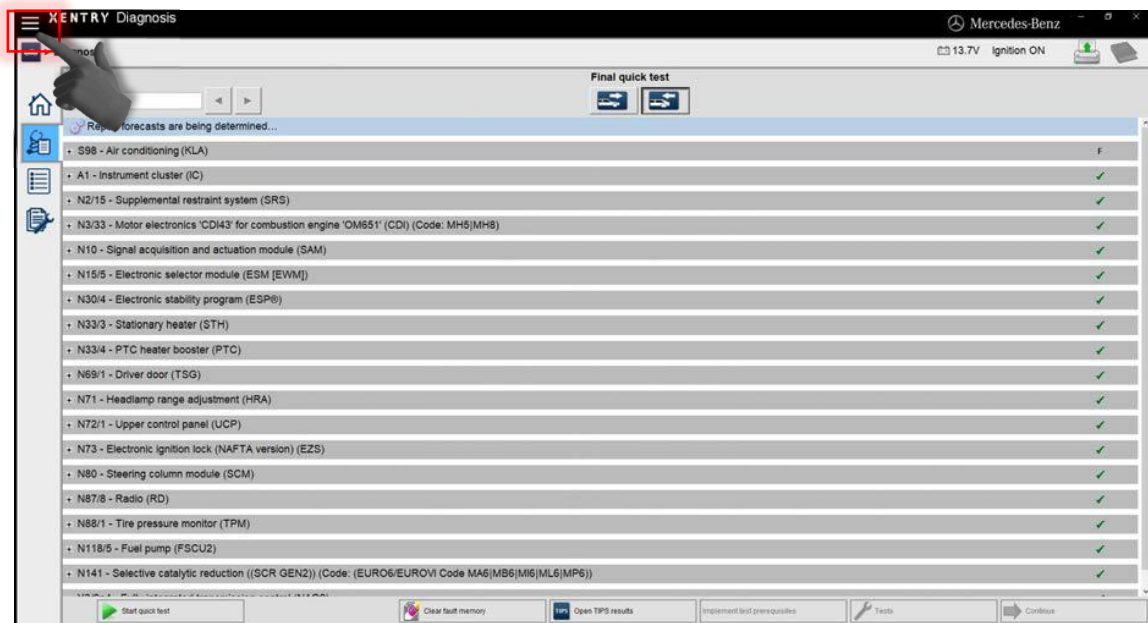 XENTRY Diagnosis
Mercedes-Benz
13.7V Ignition ON
Final quick test
forecasts are being determined...
+ S98 - Air conditioning (KLA) F
+ A1 - Instrument cluster (IC) ✓
+ N2/15 - Supplemental restraint system (SRS) ✓
+ N3/33 - Motor electronics 'CDI43' for combustion engine 'OM651' (CDI) (Code: MH5|MH8) ✓
+ N10 - Signal acquisition and actuation module (SAM) ✓
+ N15/5 - Electronic selector module (ESM [EWM]) ✓
+ N30/4 - Electronic stability program (ESP®) ✓
+ N33/3 - Stationary heater (STH) ✓
+ N33/4 - PTC heater booster (PTC) ✓
+ N69/1 - Driver door (TSG) ✓
+ N71 - Headlamp range adjustment (HRA) ✓
+ N72/1 - Upper control panel (UCP) ✓
+ N73 - Electronic ignition lock (NAFTA version) (EZS) ✓
+ N80 - Steering column module (SCM) ✓
+ N87/8 - Radio (RD) ✓
+ N88/1 - Tire pressure monitor (TPM) ✓
+ N118/5 - Fuel pump (FSCU2) ✓
+ N141 - Selective catalytic reduction ((SCR GEN2)) (Code: (EURO6/EUROVI Code MA6|MB6|MI6|ML6|MP6)) ✓
Start quick test
Clear fault memory
TIPS Open TIPS results
Implement test prerequisites
Tests
Continue